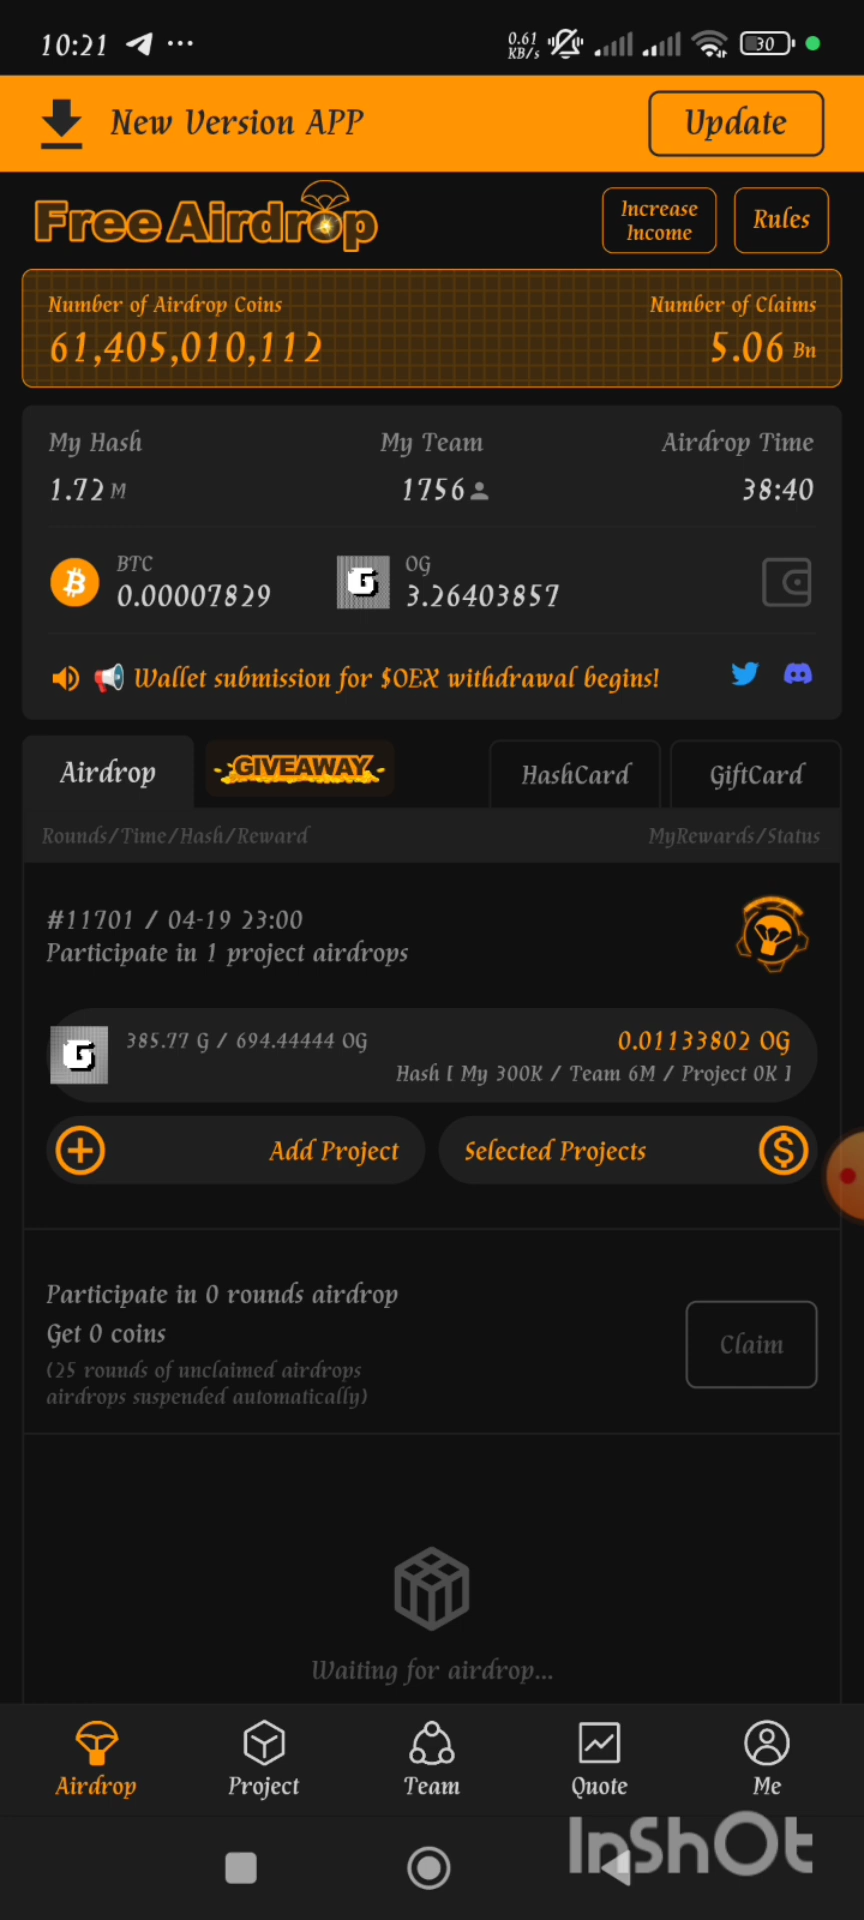 10:21
0.61
KB/s
30
New Version APP
Update
Free Airdrop
Increase
Income
Rules
Number of Airdrop Coins
Number of Claims
61,405,010,112
5.06 Bn
My Hash
My Team
Airdrop Time
1.72 M
1756
38:40
BTC
0.00007829
G
OG
3.26403857
Wallet submission for $OEX withdrawal begins!
Airdrop
GIVEAWAY
HashCard
GiftCard
Rounds/Time/Hash/Reward
MyRewards/Status
#11701 / 04-19 23:00
Participate in 1 project airdrops
G
385.77 G / 694.44444 OG
0.01133802 OG
Hash [ My 300K / Team 6M / Project 0K ]
Add Project
Selected Projects
Participate in 0 rounds airdrop
Get 0 coins
(25 rounds of unclaimed airdrops
airdrops suspended automatically)
Claim
Waiting for airdrop...
Airdrop
Project
Team
Quote
Me
InShOt